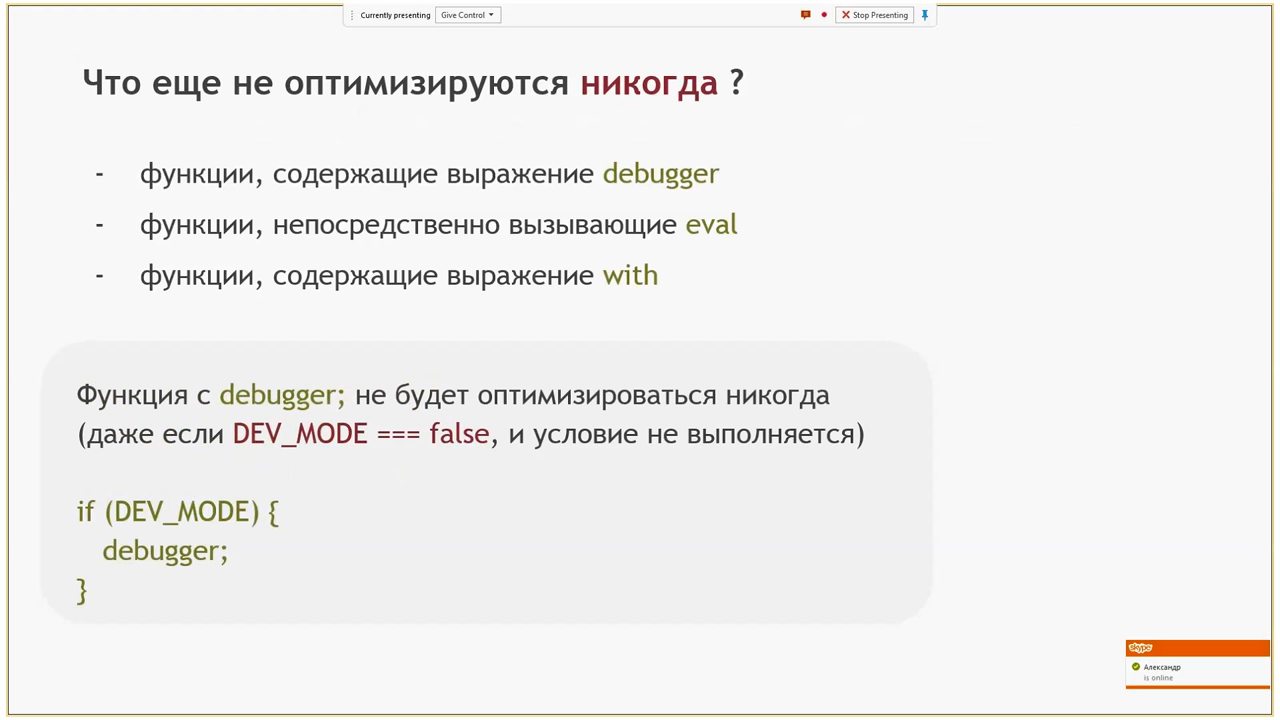 Currently presenting Give Control Stop Presenting
Что еще не оптимизируются никогда ?
- функции, содержащие выражение debugger
- функции, непосредственно вызывающие eval
- функции, содержащие выражение with
Функция с debugger; не будет оптимизироваться никогда
(даже если DEV_MODE === false, и условие не выполняется)
if (DEV_MODE) {
debugger;
}
skype
Александр
is online